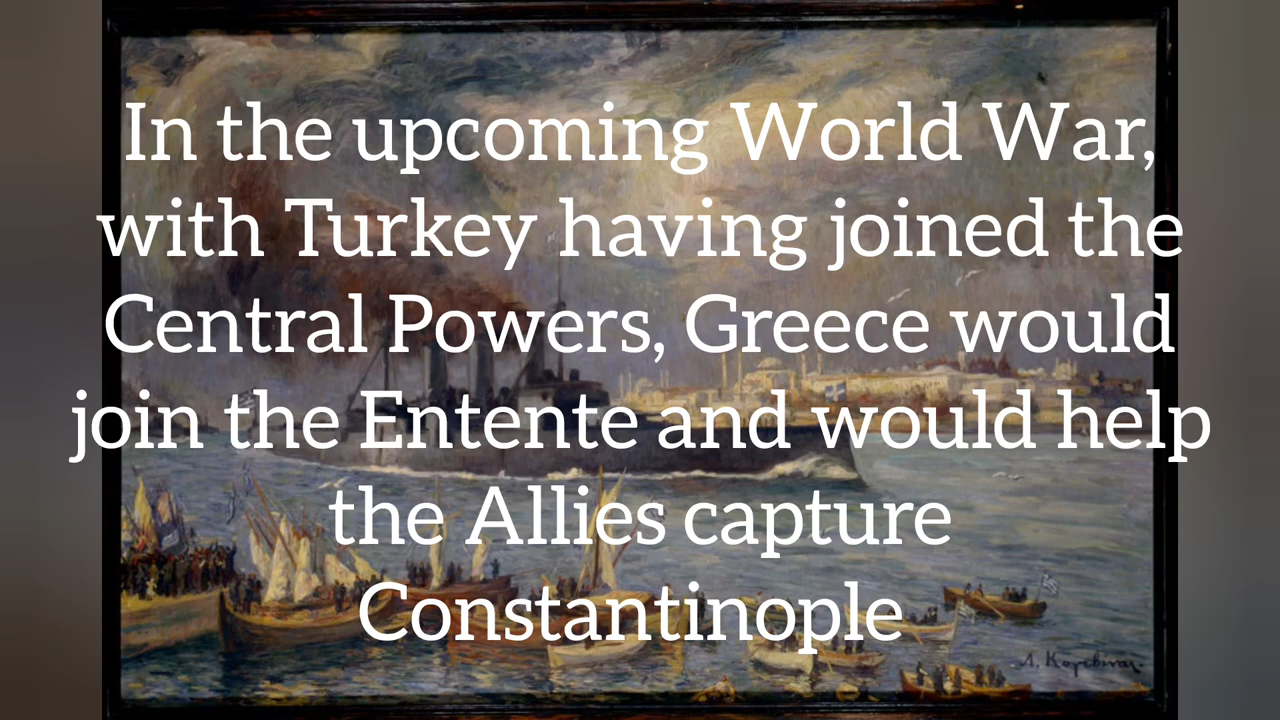 In the upcoming World War,
with Turkey having joined the
Central Powers, Greece would
join the Entente and would help
the Allies capture
Constantinople